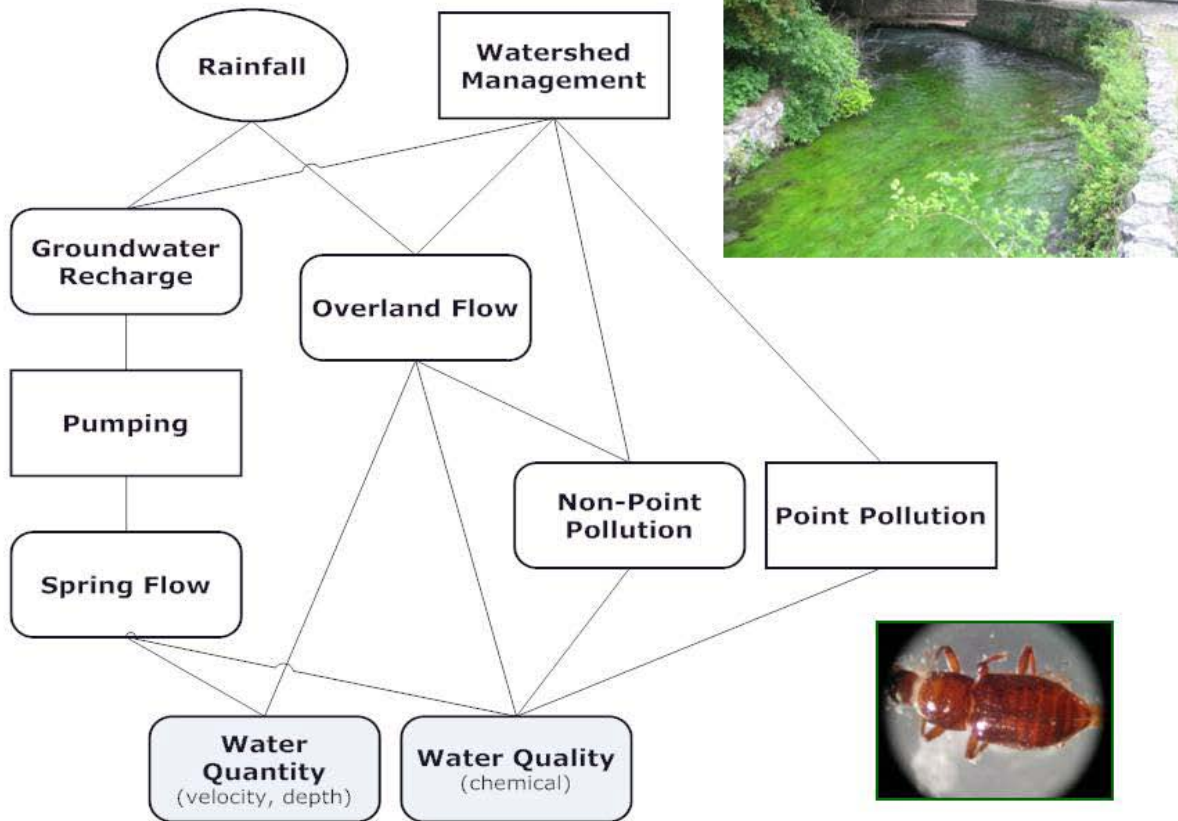 Rainfall
Watershed
Management
Groundwater
Recharge
Overland Flow
Pumping
Non-Point
Pollution
Point Pollution
Spring Flow
Water
Quantity
(velocity, depth)
Water Quality
(chemical)